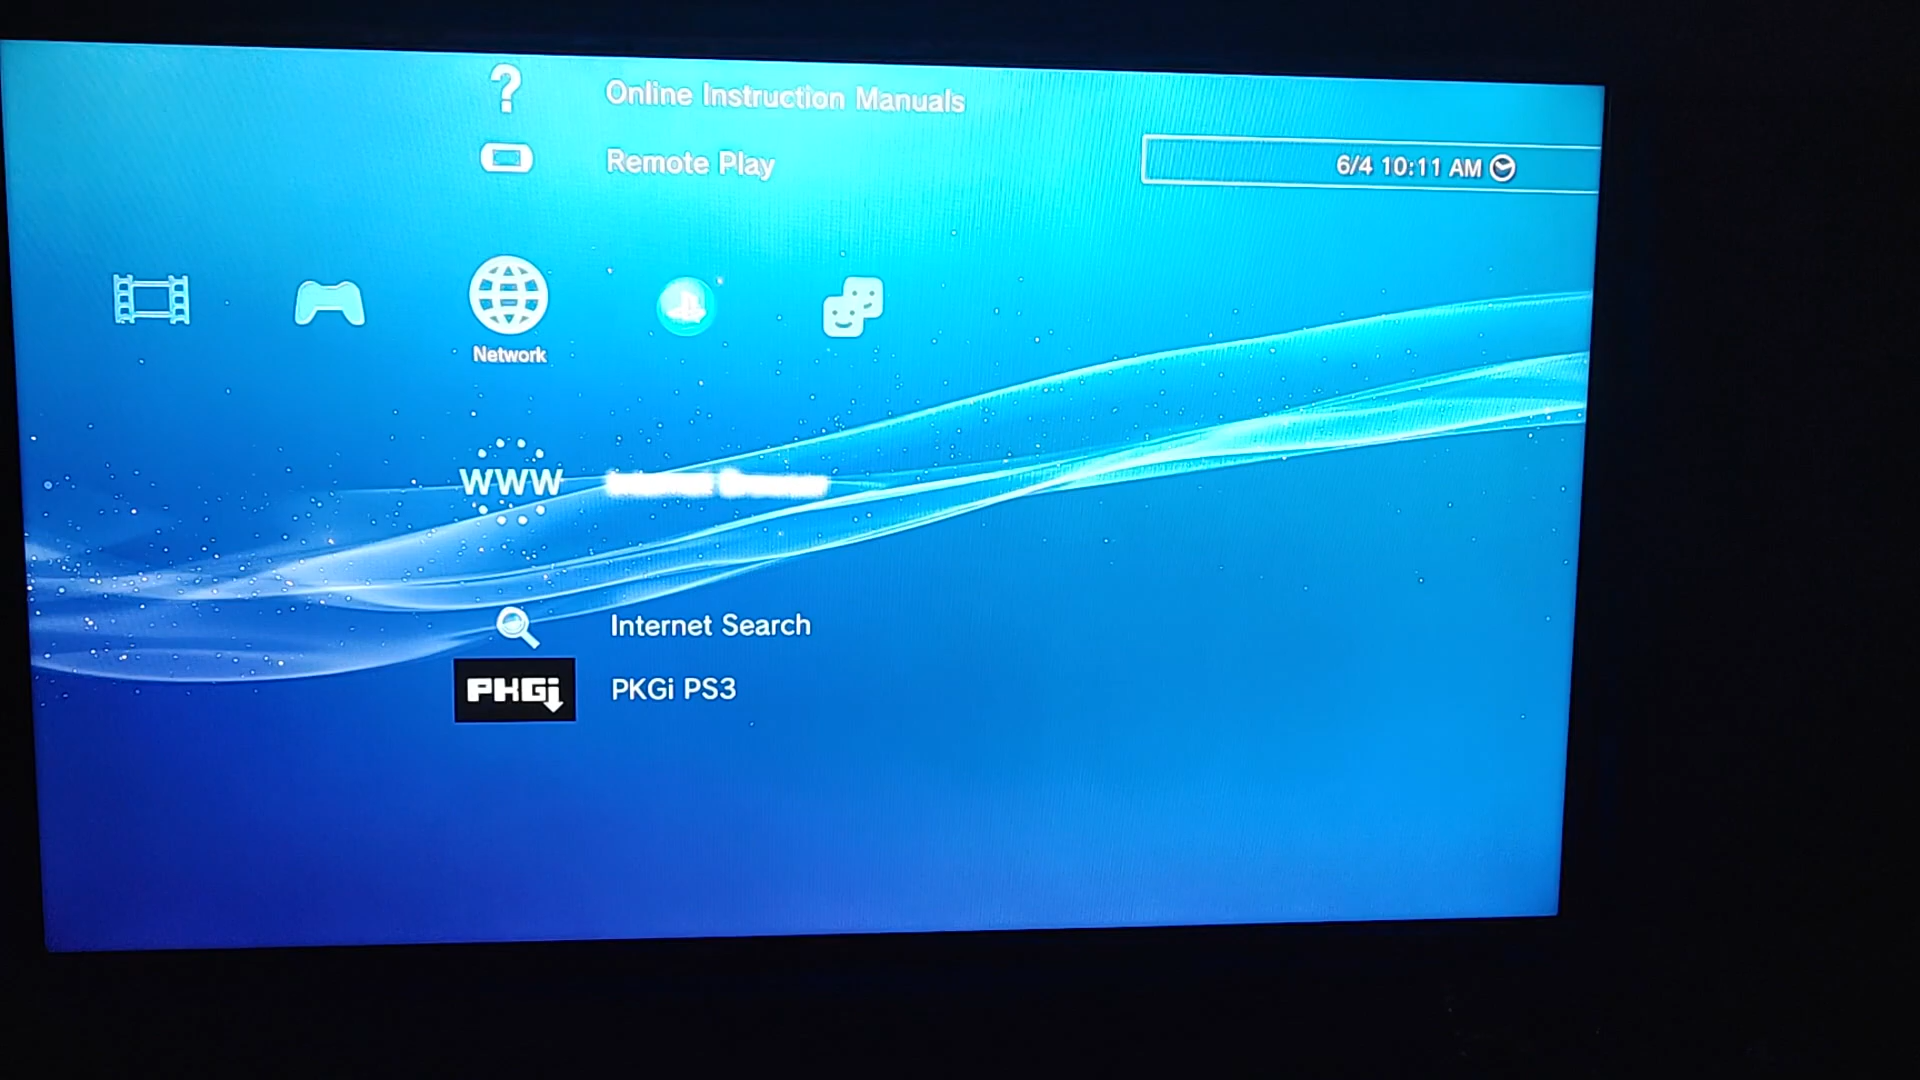 Online Instruction Manuals
Remote Play
6/4 10:11 AM
Network
WWW
Internet Search
PKGi
PKGi PS3